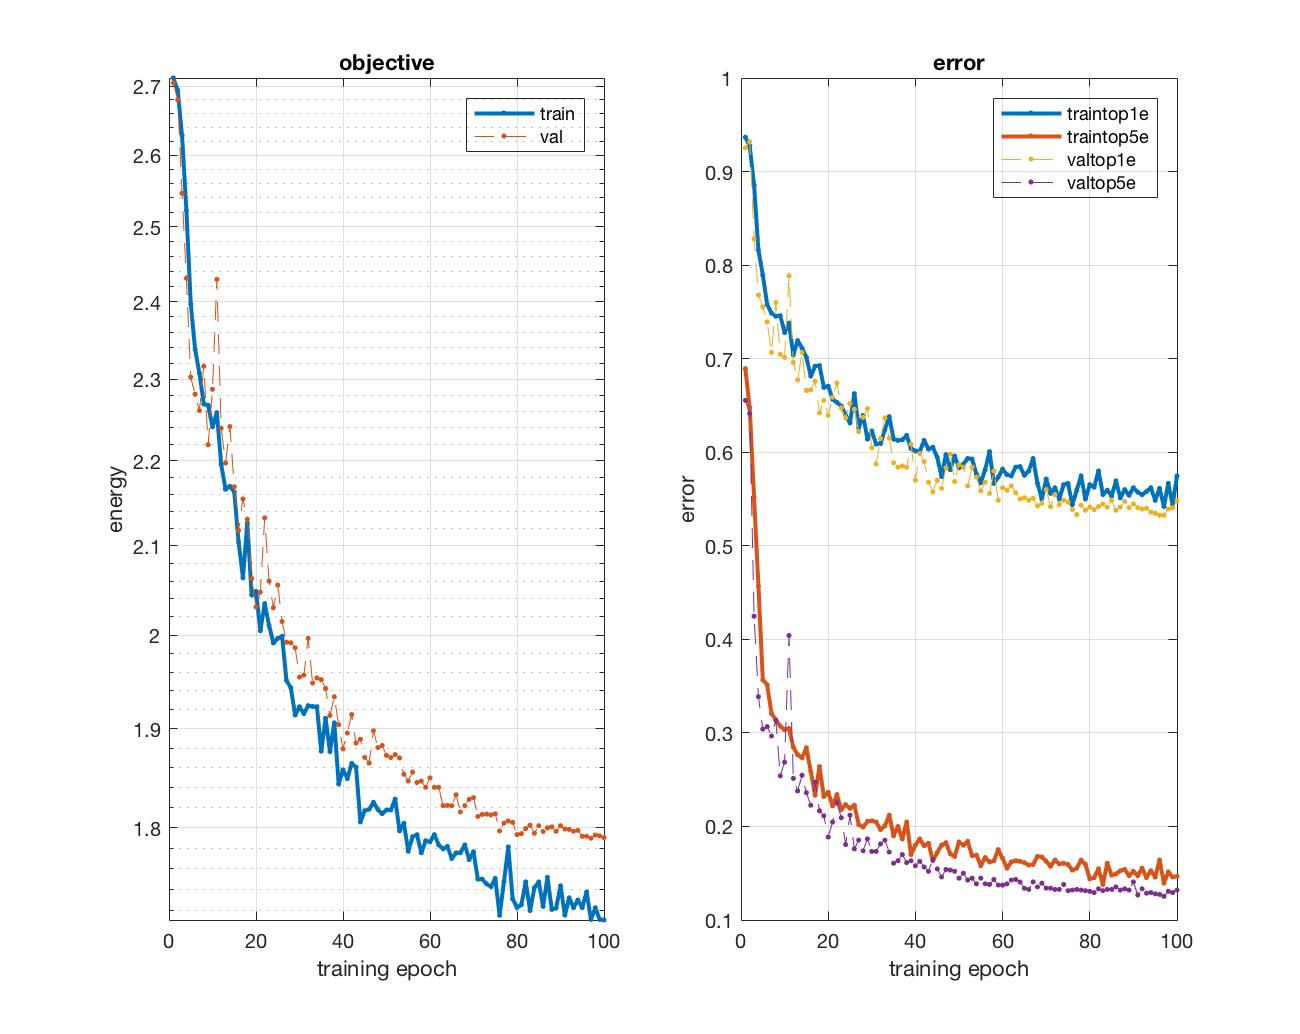 objective
2.7
2.6
2.5
2.4
2.3
2.2
2.1
2
1.9
1.8
energy
0 20 40 60 80 100
training epoch
train
val
error
1
0.9
0.8
0.7
0.6
0.5
0.4
0.3
0.2
0.1
error
0 20 40 60 80 100
training epoch
traintop1e
traintop5e
valtop1e
valtop5e